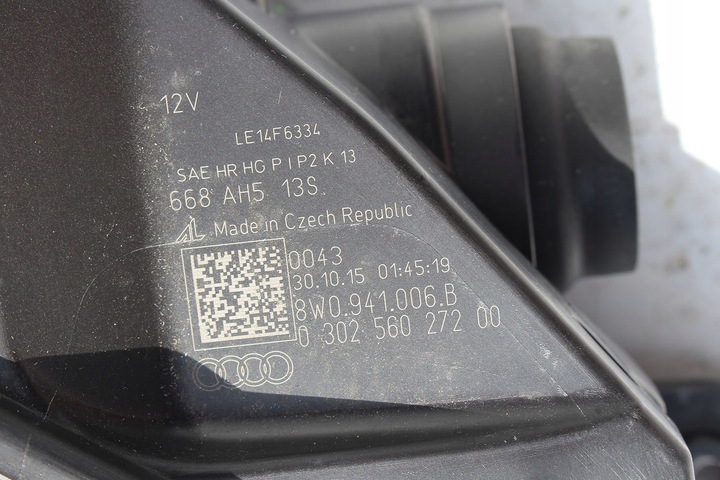 12V
LE14F6334
SAE HR HG P I P2 K 13
668 AH5 13S.
AL Made in Czech Republic
0043
30.10.15 01:45:19
8W0.941.006.B
0 302 560 272 00